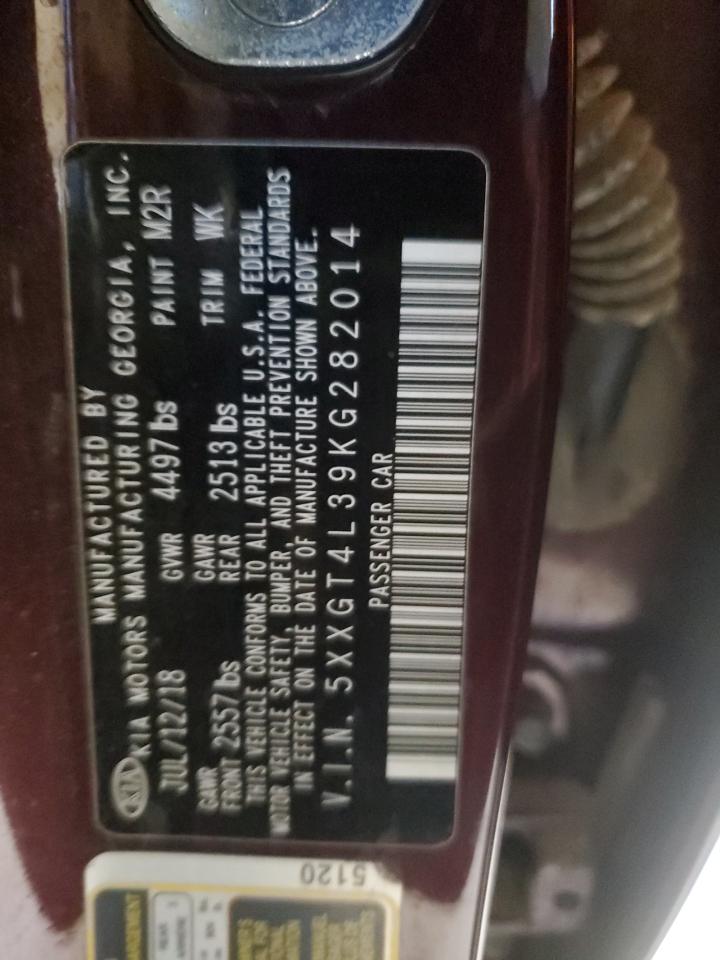 MANUFACTURED BY
KIA KIA MOTORS MANUFACTURING GEORGIA, INC.
JUL/12/18 GVWR 4497 lbs PAINT M2R
GAWR FRONT 2557 lbs GAWR REAR 2513 lbs TRIM WK
THIS VEHICLE CONFORMS TO ALL APPLICABLE U.S.A. FEDERAL
MOTOR VEHICLE SAFETY, BUMPER, AND THEFT PREVENTION STANDARDS
IN EFFECT ON THE DATE OF MANUFACTURE SHOWN ABOVE.
V.I.N. 5XXGT4L39KG282014
PASSENGER CAR
5120